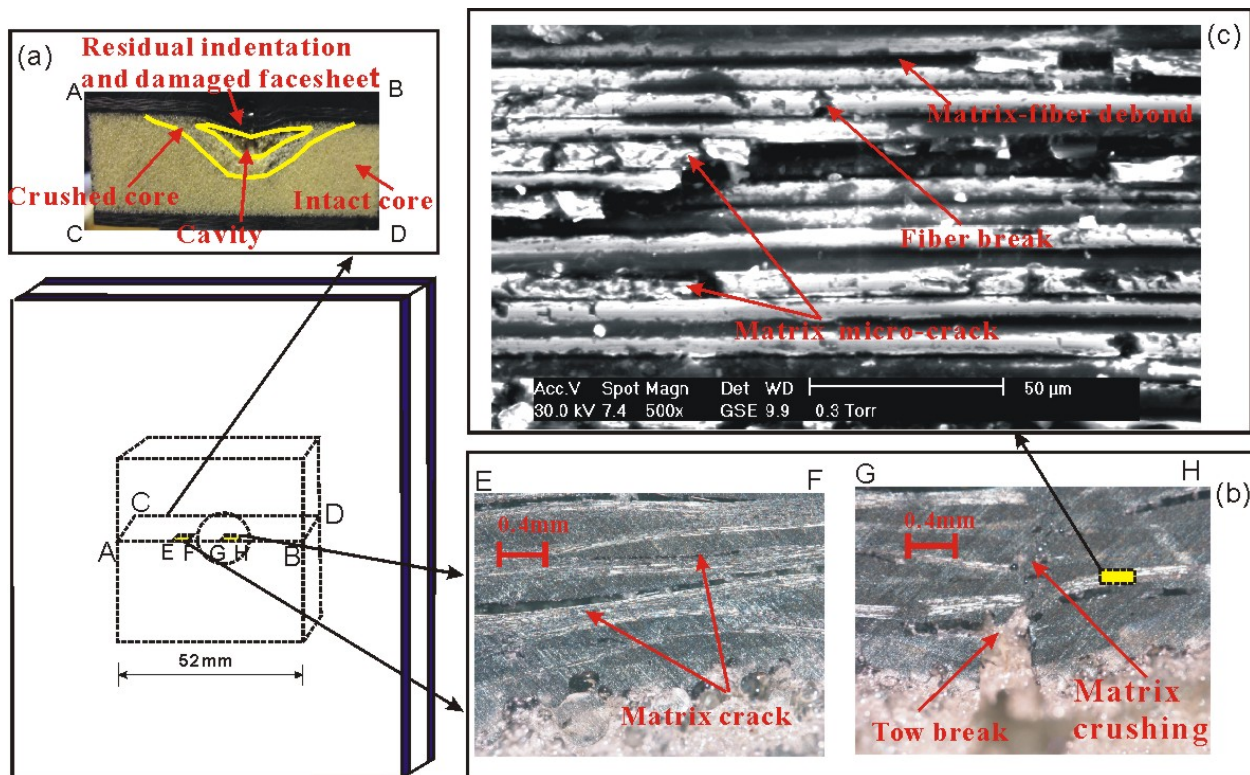 (a)
Residual indentation
and damaged facesheet
A
B
Crushed core
Intact core
Cavity
C
D
(c)
Matrix-fiber debond
Fiber break
Matrix micro-crack
Acc.V Spot Magn Det WD 50 µm
30.0 kV 7.4 500x GSE 9.9 0.3 Torr
C
D
A
E
F
G
H
B
52mm
E
F
0.4mm
Matrix crack
G
H
(b)
0.4mm
Tow break
Matrix
crushing